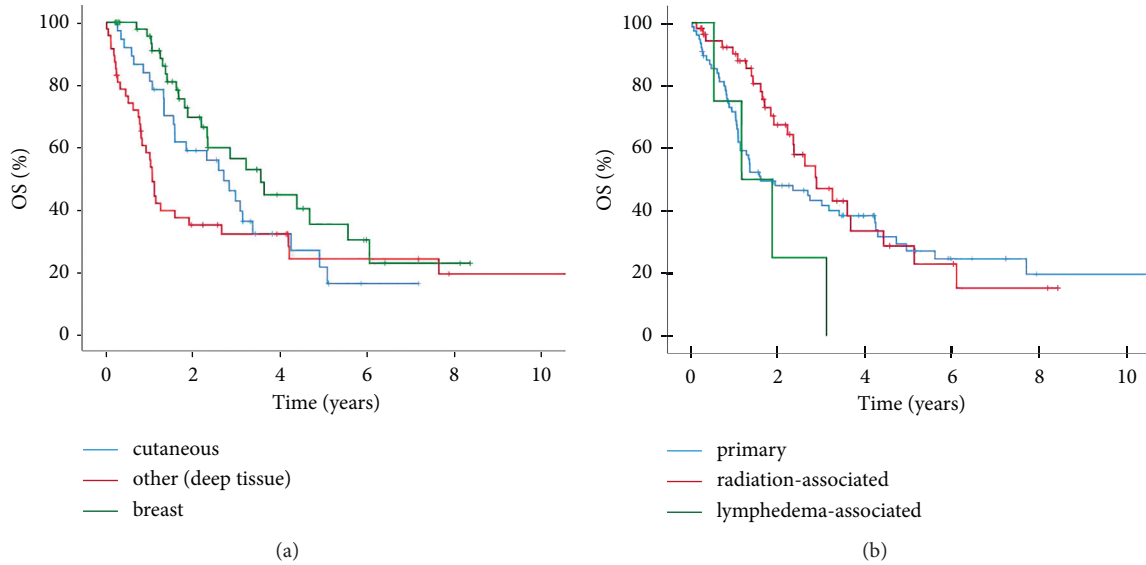 100
80
60
40
20
0
OS (%)
0 2 4 6 8 10
Time (years)
cutaneous
other (deep tissue)
breast
(a)
100
80
60
40
20
0
OS (%)
0 2 4 6 8 10
Time (years)
primary
radiation-associated
lymphedema-associated
(b)